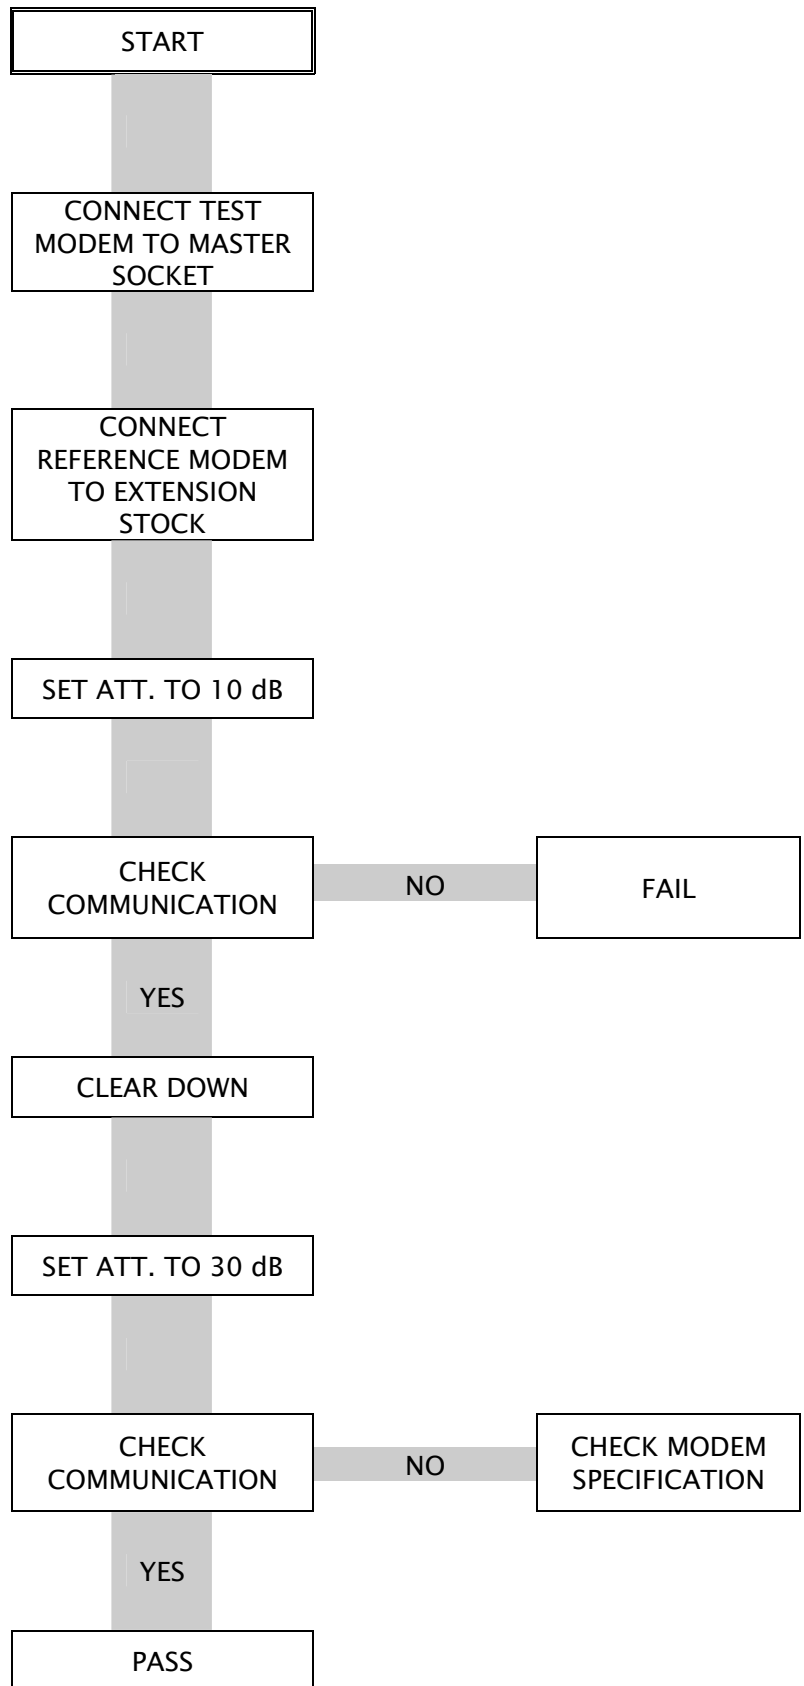 START
CONNECT TEST
MODEM TO MASTER
SOCKET
CONNECT
REFERENCE MODEM
TO EXTENSION
STOCK
SET ATT. TO 10 dB
CHECK
COMMUNICATION
NO
FAIL
YES
CLEAR DOWN
SET ATT. TO 30 dB
CHECK
COMMUNICATION
NO
CHECK MODEM
SPECIFICATION
YES
PASS